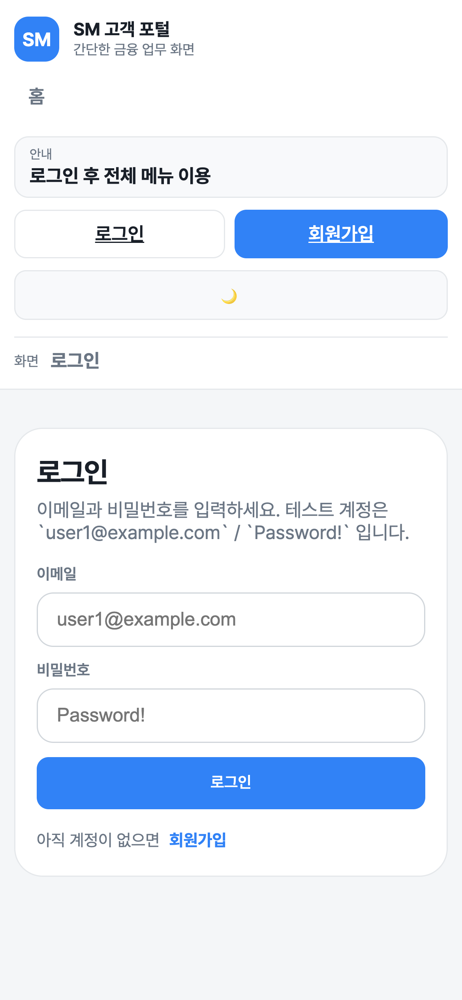 SM
SM 고객 포털
간단한 금융 업무 화면
홈
안내
로그인 후 전체 메뉴 이용
로그인
회원가입
화면 로그인
로그인
이메일과 비밀번호를 입력하세요. 테스트 계정은
`user1@example.com` / `Password!` 입니다.
이메일
user1@example.com
비밀번호
Password!
로그인
아직 계정이 없으면 회원가입